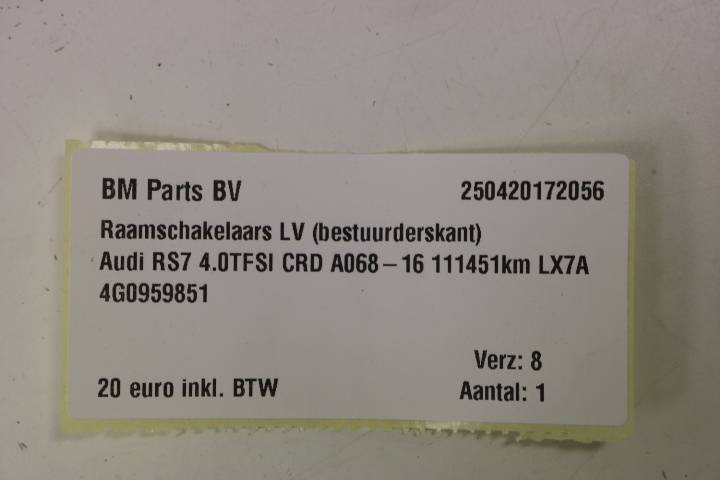 BM Parts BV 250420172056
Raamschakelaars LV (bestuurderskant)
Audi RS7 4.0TFSI CRD A068-16 111451km LX7A
4G0959851
Verz: 8
20 euro inkl. BTW Aantal: 1